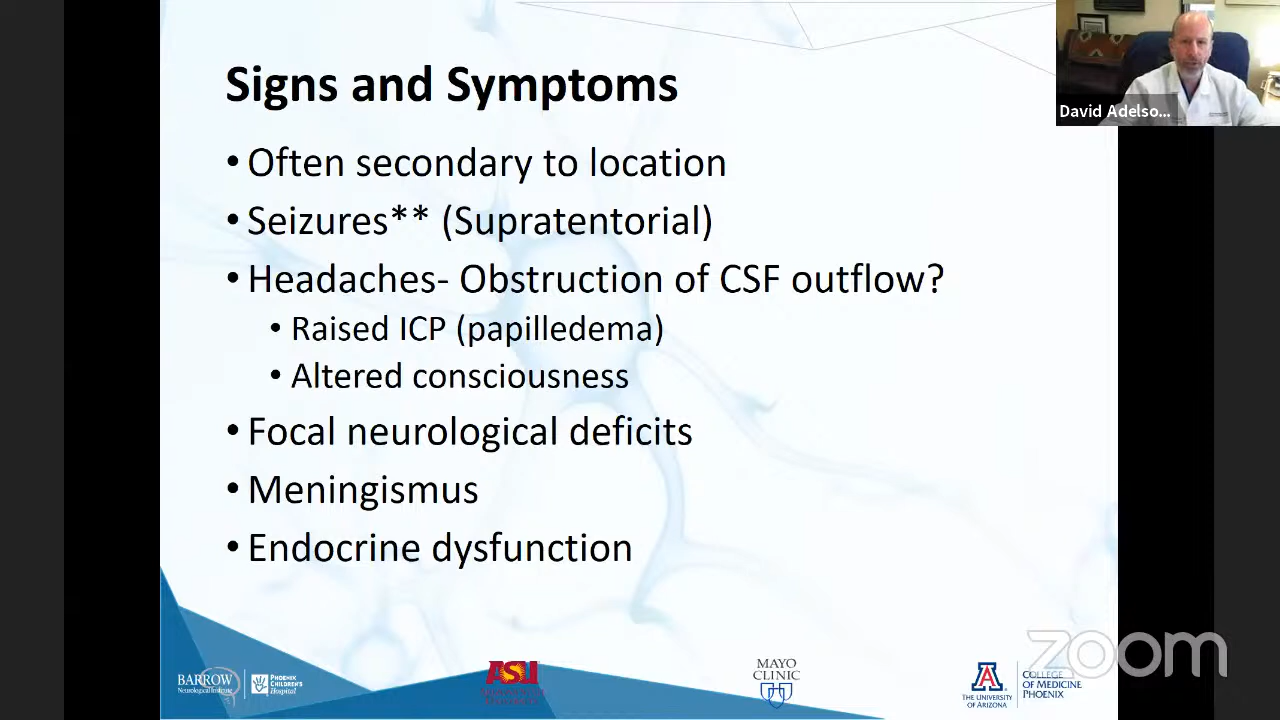 Signs and Symptoms
David Adelso...
• Often secondary to location
• Seizures** (Supratentorial)
• Headaches- Obstruction of CSF outflow?
• Raised ICP (papilledema)
• Altered consciousness
• Focal neurological deficits
• Meningismus
• Endocrine dysfunction
zoom
BARROW
Neurological Institute
PHOENIX
CHILDREN'S
Hospital
ASU
MAYO
CLINIC
A
THE UNIVERSITY
OF ARIZONA
COLLEGE
OF MEDICINE
PHOENIX